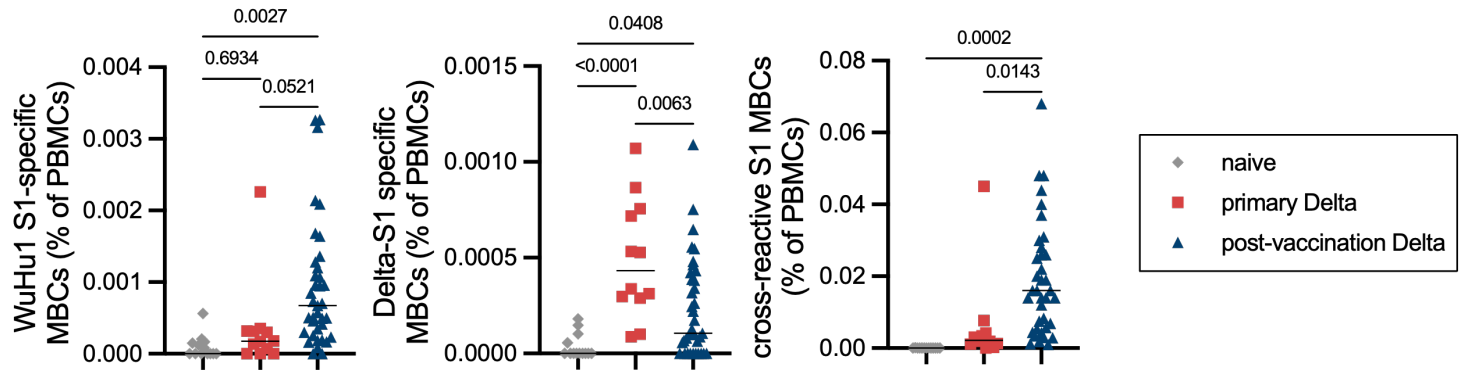 WuHu1 S1-specific
MBCs (% of PBMCs)
0.0027
0.6934
0.0521
0.004
0.003
0.002
0.001
0.000
Delta-S1 specific
MBCs (% of PBMCs)
0.0408
<0.0001
0.0063
0.0015
0.0010
0.0005
0.0000
cross-reactive S1 MBCs
(% of PBMCs)
0.0002
0.0143
0.08
0.06
0.04
0.02
0.00
naive
primary Delta
post-vaccination Delta